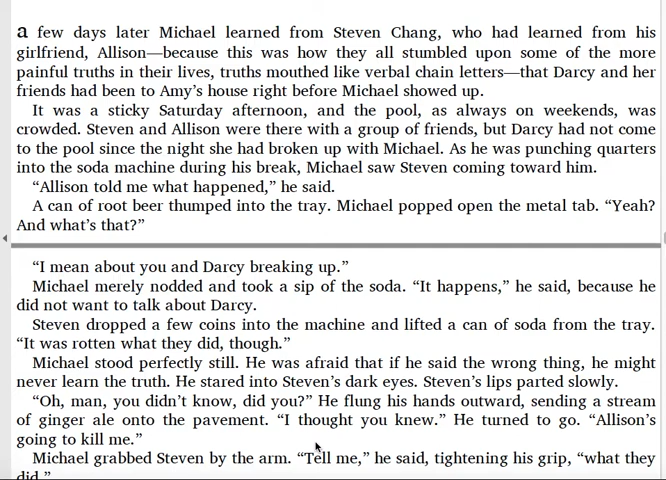 a few days later Michael learned from Steven Chang, who had learned from his
girlfriend, Allison—because this was how they all stumbled upon some of the more
painful truths in their lives, truths mouthed like verbal chain letters—that Darcy and her
friends had been to Amy’s house right before Michael showed up.
It was a sticky Saturday afternoon, and the pool, as always on weekends, was
crowded. Steven and Allison were there with a group of friends, but Darcy had not come
to the pool since the night she had broken up with Michael. As he was punching quarters
into the soda machine during his break, Michael saw Steven coming toward him.
“Allison told me what happened,” he said.
A can of root beer thumped into the tray. Michael popped open the metal tab. “Yeah?
And what’s that?”
“I mean about you and Darcy breaking up.”
Michael merely nodded and took a sip of the soda. “It happens,” he said, because he
did not want to talk about Darcy.
Steven dropped a few coins into the machine and lifted a can of soda from the tray.
“It was rotten what they did, though.”
Michael stood perfectly still. He was afraid that if he said the wrong thing, he might
never learn the truth. He stared into Steven’s dark eyes. Steven’s lips parted slowly.
“Oh, man, you didn’t know, did you?” He flung his hands outward, sending a stream
of ginger ale onto the pavement. “I thought you knew.” He turned to go. “Allison’s
going to kill me.”
Michael grabbed Steven by the arm. “Tell me,” he said, tightening his grip, “what they
did.”